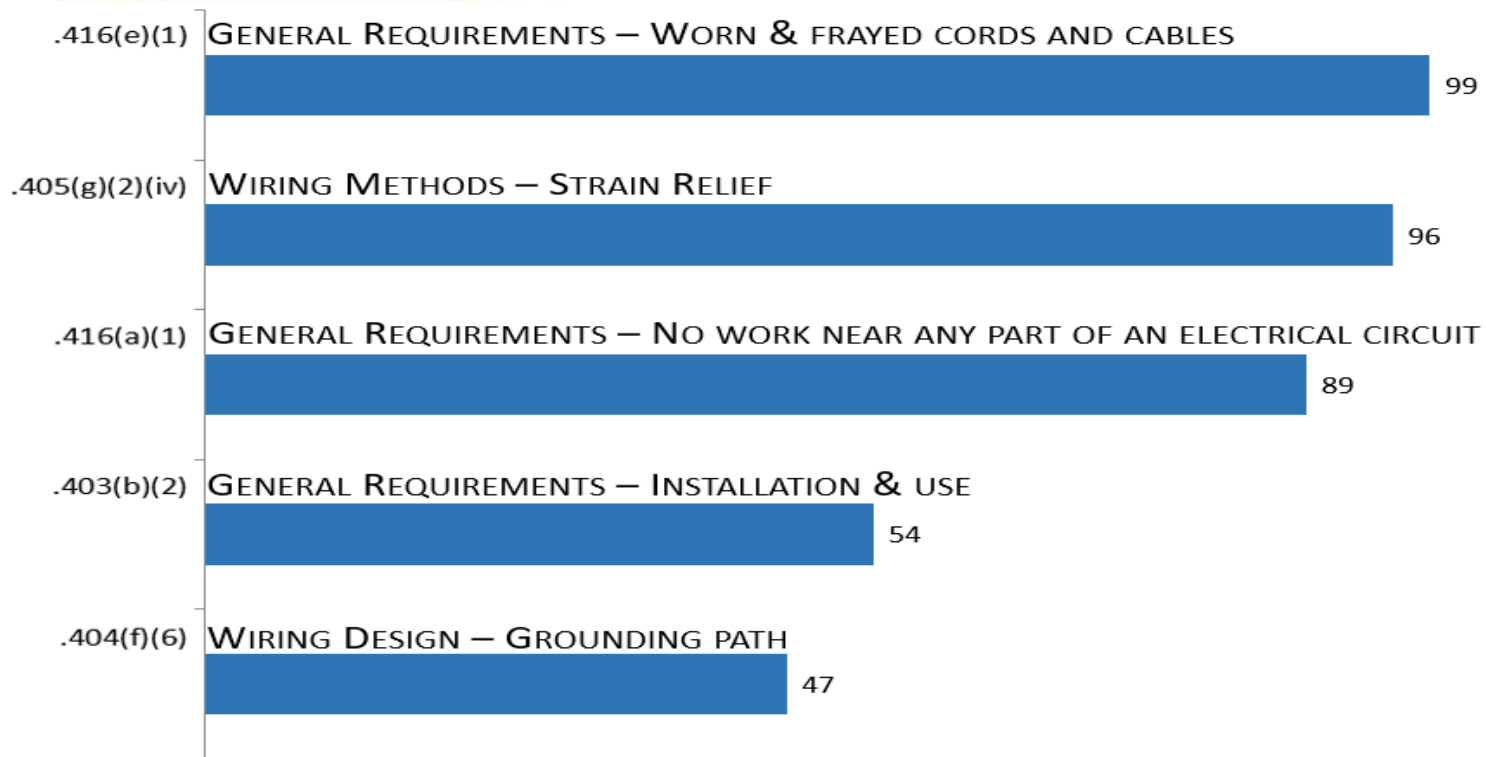 .416(e)(1) General Requirements – Worn & frayed cords and cables
99
.405(g)(2)(iv) Wiring Methods – Strain Relief
96
.416(a)(1) General Requirements – No work near any part of an electrical circuit
89
.403(b)(2) General Requirements – Installation & use
54
.404(f)(6) Wiring Design – Grounding path
47